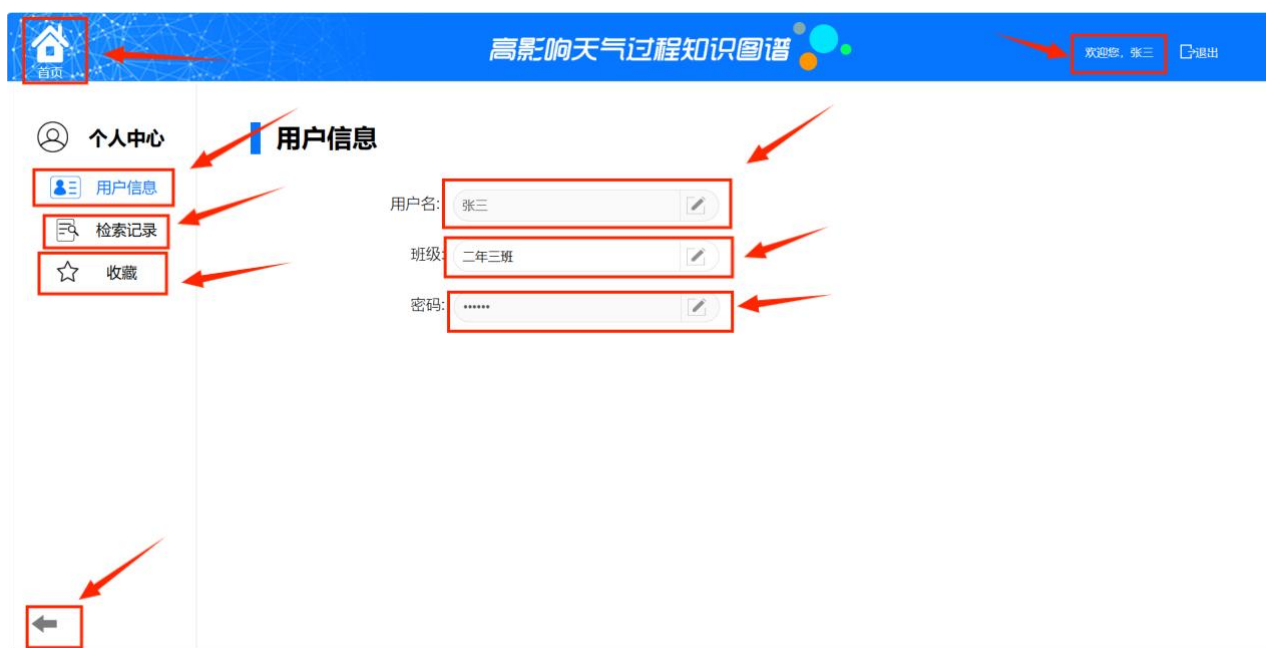 首页
高影响天气过程知识图谱
欢迎您, 张三 退出
个人中心
用户信息
检索记录
收藏
用户信息
用户名: 张三
班级: 二年三班
密码: ••••••